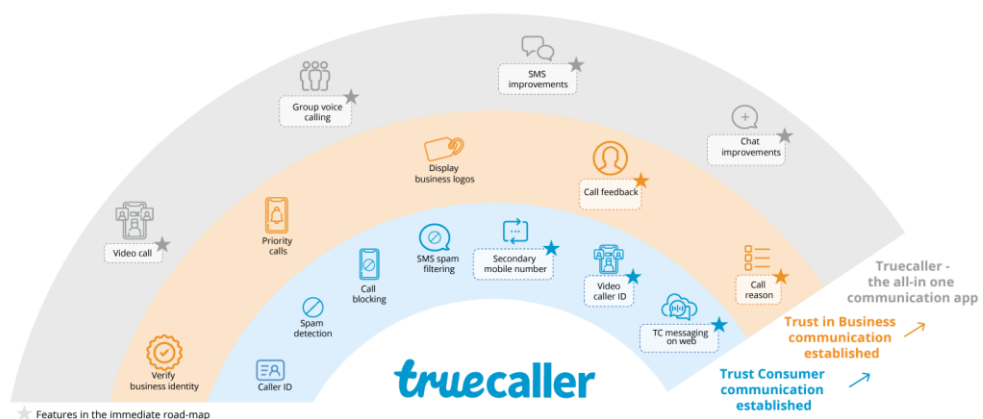 SMS
improvements
Group voice
calling
Chat
improvements
Display
business logos
Call feedback
Video call
Priority
calls
SMS spam
filtering
Secondary
mobile number
Video
caller ID
Call
reason
Call
blocking
Spam
detection
TC messaging
on web
Verify
business identity
Caller ID
truecaller
Truecaller -
the all-in one
communication app
Trust in Business
communication
established
Trust Consumer
communication
established
Features in the immediate road-map